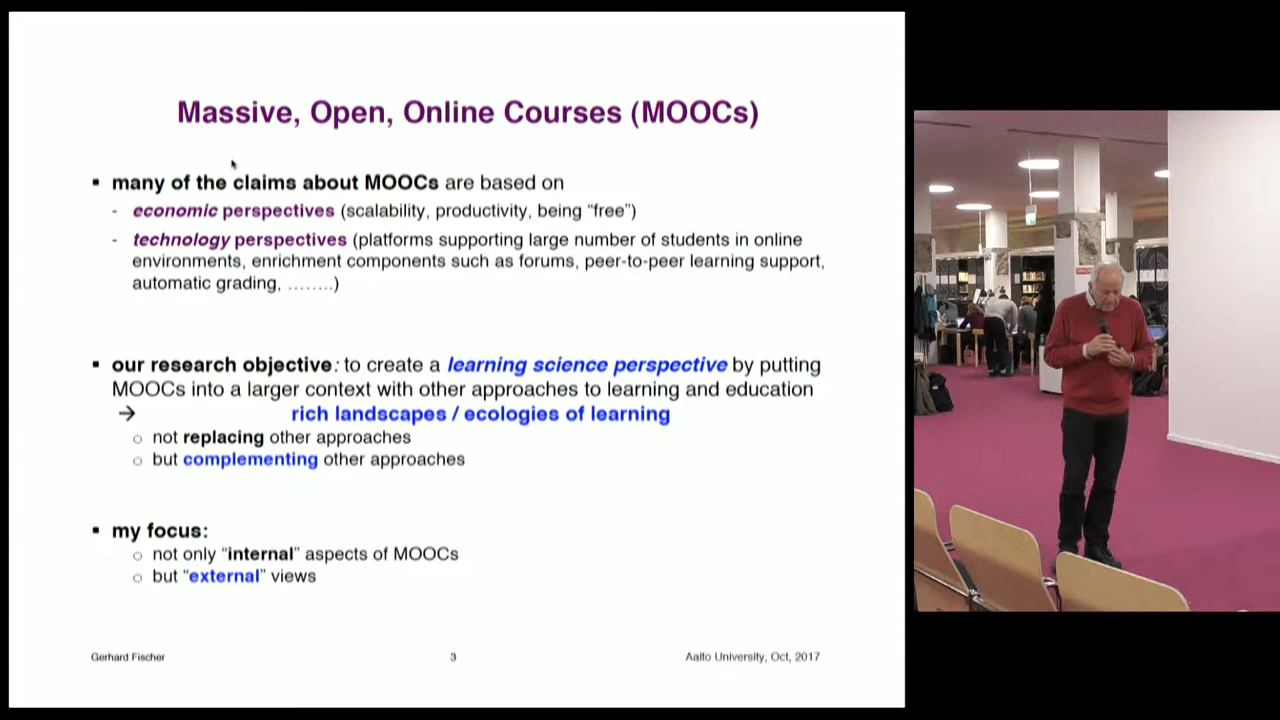 Massive, Open, Online Courses (MOOCs)
▪ many of the claims about MOOCs are based on
- economic perspectives (scalability, productivity, being “free”)
- technology perspectives (platforms supporting large number of students in online
environments, enrichment components such as forums, peer-to-peer learning support,
automatic grading, ........)
▪ our research objective: to create a learning science perspective by putting
MOOCs into a larger context with other approaches to learning and education
→ rich landscapes / ecologies of learning
○ not replacing other approaches
○ but complementing other approaches
▪ my focus:
○ not only “internal” aspects of MOOCs
○ but “external” views
Gerhard Fischer 3 Aalto University, Oct, 2017